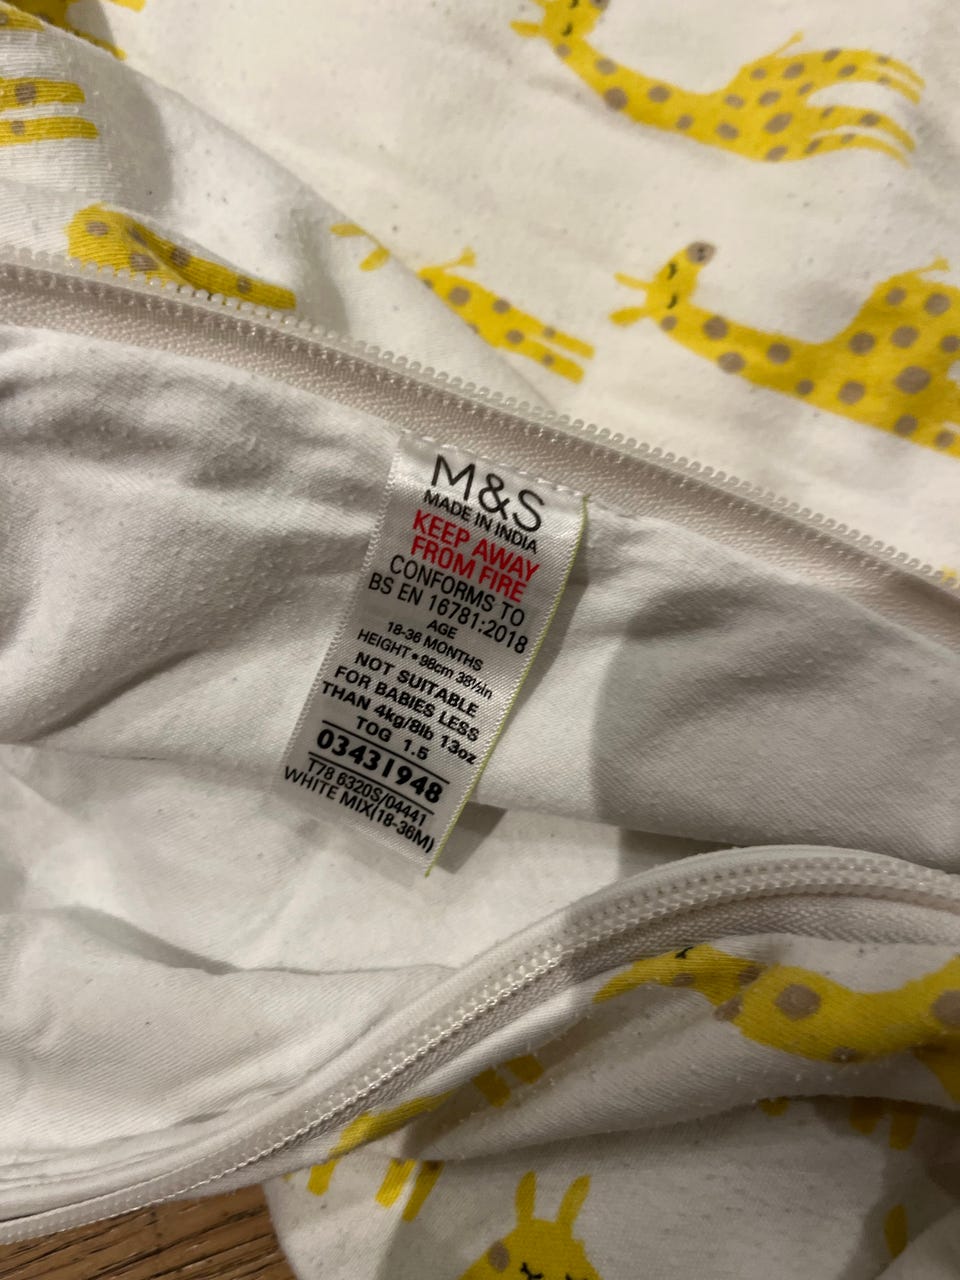 M&S
MADE IN INDIA
KEEP AWAY
FROM FIRE
CONFORMS TO
BS EN 16781:2018
AGE
18-36 MONTHS
HEIGHT • 98cm 38½in
NOT SUITABLE
FOR BABIES LESS
THAN 4kg/8lb 13oz
TOG 1.5
03431948
T78 6320S/04441
WHITE MIX(18-36M)